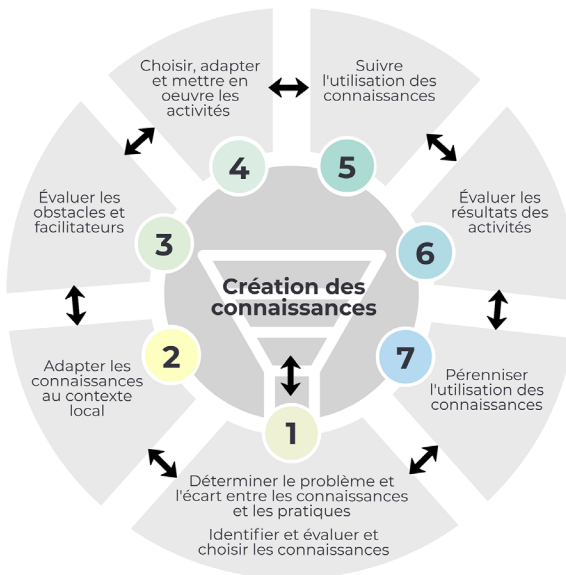 Création des
connaissances
1
Déterminer le problème et
l'écart entre les connaissances
et les pratiques
Identifier et évaluer et
choisir les connaissances
2
Adapter les
connaissances
au contexte
local
3
Évaluer les
obstacles et
facilitateurs
4
Choisir, adapter
et mettre en
oeuvre les
activités
5
Suivre
l'utilisation des
connaissances
6
Évaluer les
résultats des
activités
7
Pérenniser
l'utilisation des
connaissances